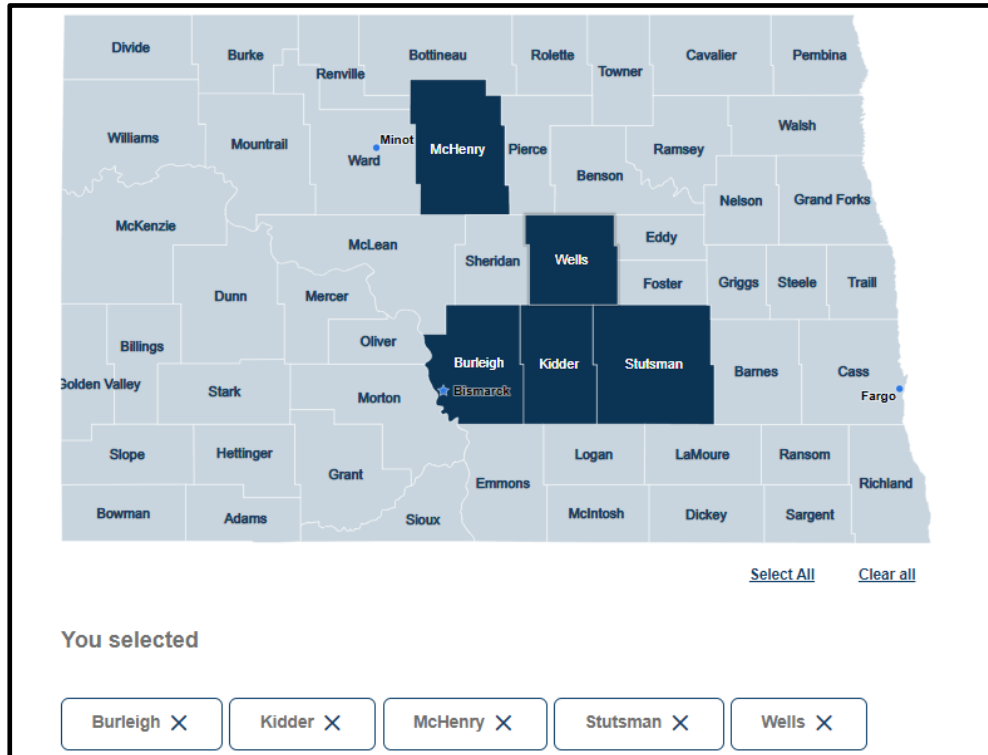 Divide
Burke
Renville
Bottineau
Rolette
Towner
Cavalier
Pembina
Williams
Mountrail
Minot
Ward
McHenry
Pierce
Benson
Ramsey
Walsh
Nelson
Grand Forks
McKenzie
McLean
Sheridan
Wells
Eddy
Foster
Griggs
Steele
Traill
Dunn
Mercer
Oliver
Billings
Golden Valley
Stark
Morton
Burleigh
Bismarck
Kidder
Stutsman
Barnes
Cass
Fargo
Slope
Hettinger
Grant
Emmons
Logan
LaMoure
Ransom
Richland
Bowman
Adams
Sioux
McIntosh
Dickey
Sargent
Select All Clear all
You selected
Burleigh X Kidder X McHenry X Stutsman X Wells X